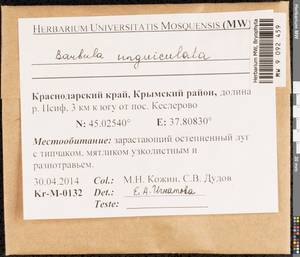 HERBARIUM UNIVERSITATIS MOSQUENSIS (MW)
Barbula unguiculata
Краснодарский край, Крымский район, долина
р. Псиф, 3 км к югу от пос. Кеслерово
N: 45.02540° E: 37.80830°
Местообитание: зарастающий остепненный луг
с типчаком, мятликом узколистным и
разнотравьем.
30.04.2014 Col.: М.Н. Кожин, С.В. Дудов
Kr-M-0132 Det.: Е.А. Игнатова
Teste:
Herbarium MW, Bryophyta
MW 9 092 459